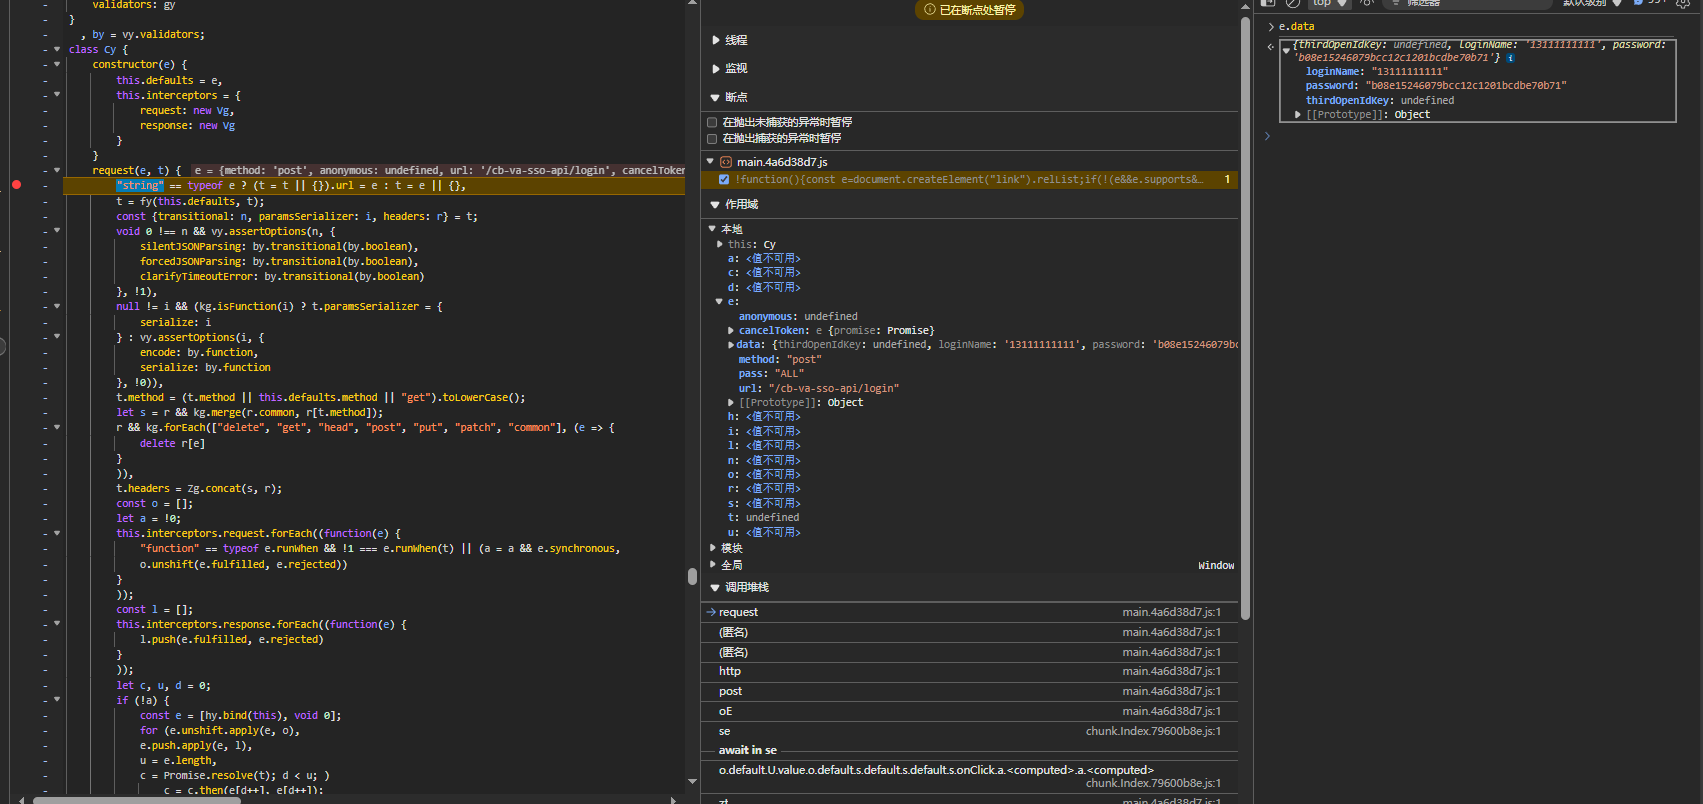 validators: gy
}
, by = vy.validators;
class Cy {
constructor(e) {
this.defaults = e,
this.interceptors = {
request: new Vg,
response: new Vg
}
}
request(e, t) { e = {method: 'post', anonymous: undefined, url: '/cb-va-sso-api/login', cancelToken
"string" == typeof e ? (t = t || {}).url = e : t = e || {},
t = fy(this.defaults, t);
const {transitional: n, paramsSerializer: i, headers: r} = t;
void 0 !== n && vy.assertOptions(n, {
silentJSONParsing: by.transitional(by.boolean),
forcedJSONParsing: by.transitional(by.boolean),
clarifyTimeoutError: by.transitional(by.boolean)
}, !1),
null != i && (kg.isFunction(i) ? t.paramsSerializer = {
serialize: i
} : vy.assertOptions(i, {
encode: by.function,
serialize: by.function
}, !0)),
t.method = (t.method || this.defaults.method || "get").toLowerCase();
let s = r && kg.merge(r.common, r[t.method]);
r && kg.forEach(["delete", "get", "head", "post", "put", "patch", "common"], (e => {
delete r[e]
}
)),
t.headers = Zg.concat(s, r);
const o = [];
let a = !0;
this.interceptors.request.forEach((function(e) {
"function" == typeof e.runWhen && !1 === e.runWhen(t) || (a = a && e.synchronous,
o.unshift(e.fulfilled, e.rejected))
}
));
const l = [];
this.interceptors.response.forEach((function(e) {
l.push(e.fulfilled, e.rejected)
}
));
let c, u, d = 0;
if (!a) {
const e = [hy.bind(this), void 0];
for (e.unshift.apply(e, o),
e.push.apply(e, l),
u = e.length,
c = Promise.resolve(t); d < u; )
c = c.then(e[d++], e[d++]);
已在断点处暂停
线程
监视
断点
在抛出未捕获的异常时暂停
在抛出捕获的异常时暂停
main.4a6d38d7.js
!function(){const e=document.createElement("link").relList;if(!(e&&e.supports&… 1
作用域
本地
this: Cy
a: <值不可用>
c: <值不可用>
d: <值不可用>
e:
anonymous: undefined
cancelToken: e {promise: Promise}
data: {thirdOpenIdKey: undefined, loginName: '13111111111', password: 'b08e15246079bc
method: "post"
pass: "ALL"
url: "/cb-va-sso-api/login"
[[Prototype]]: Object
h: <值不可用>
i: <值不可用>
l: <值不可用>
n: <值不可用>
o: <值不可用>
r: <值不可用>
s: <值不可用>
t: undefined
u: <值不可用>
模块
全局 Window
调用堆栈
request main.4a6d38d7.js:1
(匿名) main.4a6d38d7.js:1
(匿名) main.4a6d38d7.js:1
http main.4a6d38d7.js:1
post main.4a6d38d7.js:1
oE main.4a6d38d7.js:1
se chunk.Index.79600b8e.js:1
await in se
o.default.U.value.o.default.s.default.s.default.s.onClick.a.<computed>.a.<computed>
chunk.Index.79600b8e.js:1
zt main.4a6d38d7.js:1
top 筛选器 默认级别
e.data
{thirdOpenIdKey: undefined, loginName: '13111111111', password:
'b08e15246079bcc12c1201bcdbe70b71'}
loginName: "13111111111"
password: "b08e15246079bcc12c1201bcdbe70b71"
thirdOpenIdKey: undefined
[[Prototype]]: Object